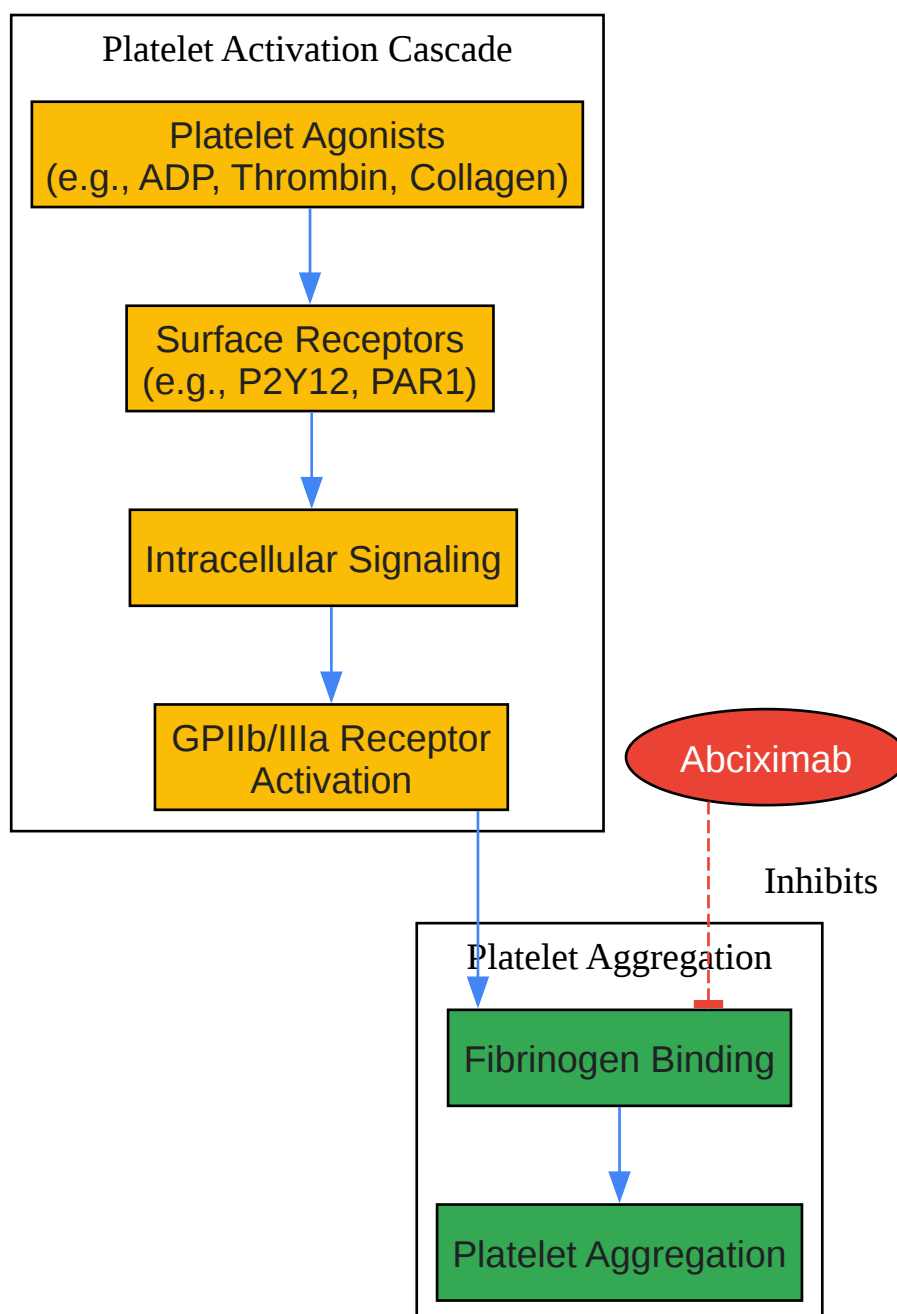 Platelet Activation Cascade
Platelet Agonists
(e.g., ADP, Thrombin, Collagen)
Surface Receptors
(e.g., P2Y12, PAR1)
Intracellular Signaling
GPIIb/IIIa Receptor
Activation
Abciximab
Inhibits
Platelet Aggregation
Fibrinogen Binding
Platelet Aggregation